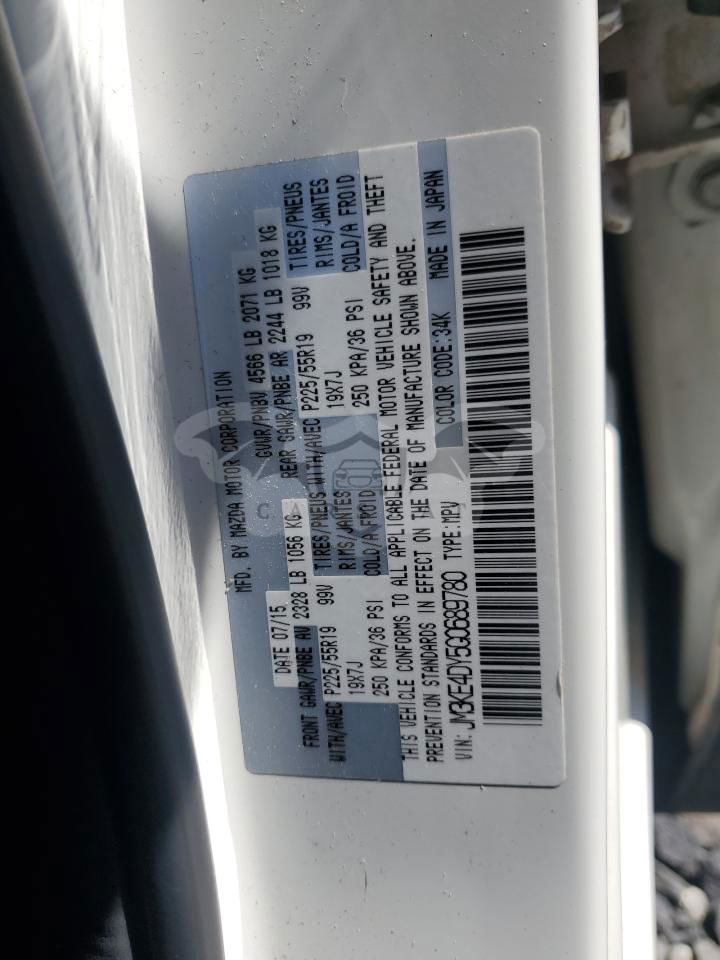 MFD. BY MAZDA MOTOR CORPORATION
DATE 07/15 GVWR/PNBV 4566 LB 2071 KG
FRONT GAWR/PNBE AV 2328 LB 1056 KG REAR GAWR/PNBE AR 2244 LB 1018 KG
WITH/AVEC P225/55R19 99V TIRES/PNEUS WITH/AVEC P225/55R19 99V TIRES/PNEUS
19X7J RIMS/JANTES 19X7J RIMS/JANTES
250 KPA/36 PSI COLD/A FROID 250 KPA/36 PSI COLD/A FROID
THIS VEHICLE CONFORMS TO ALL APPLICABLE FEDERAL MOTOR VEHICLE SAFETY AND THEFT
PREVENTION STANDARDS IN EFFECT ON THE DATE OF MANUFACTURE SHOWN ABOVE.
VIN: JM3KE4DY5G0689780 TYPE:MPV COLOR CODE:34K MADE IN JAPAN